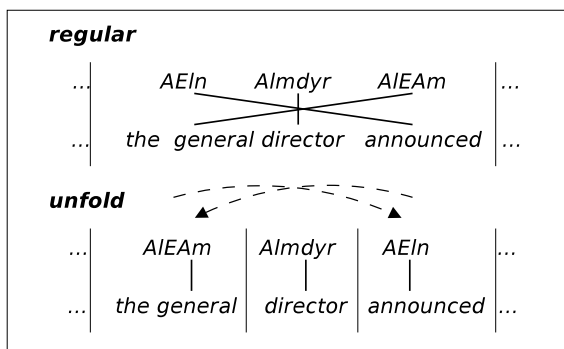 regular
... AEln Almdyr AlEAm ...
... the general director announced ...
unfold
... AlEAm Almdyr AEln ...
... the general director announced ...